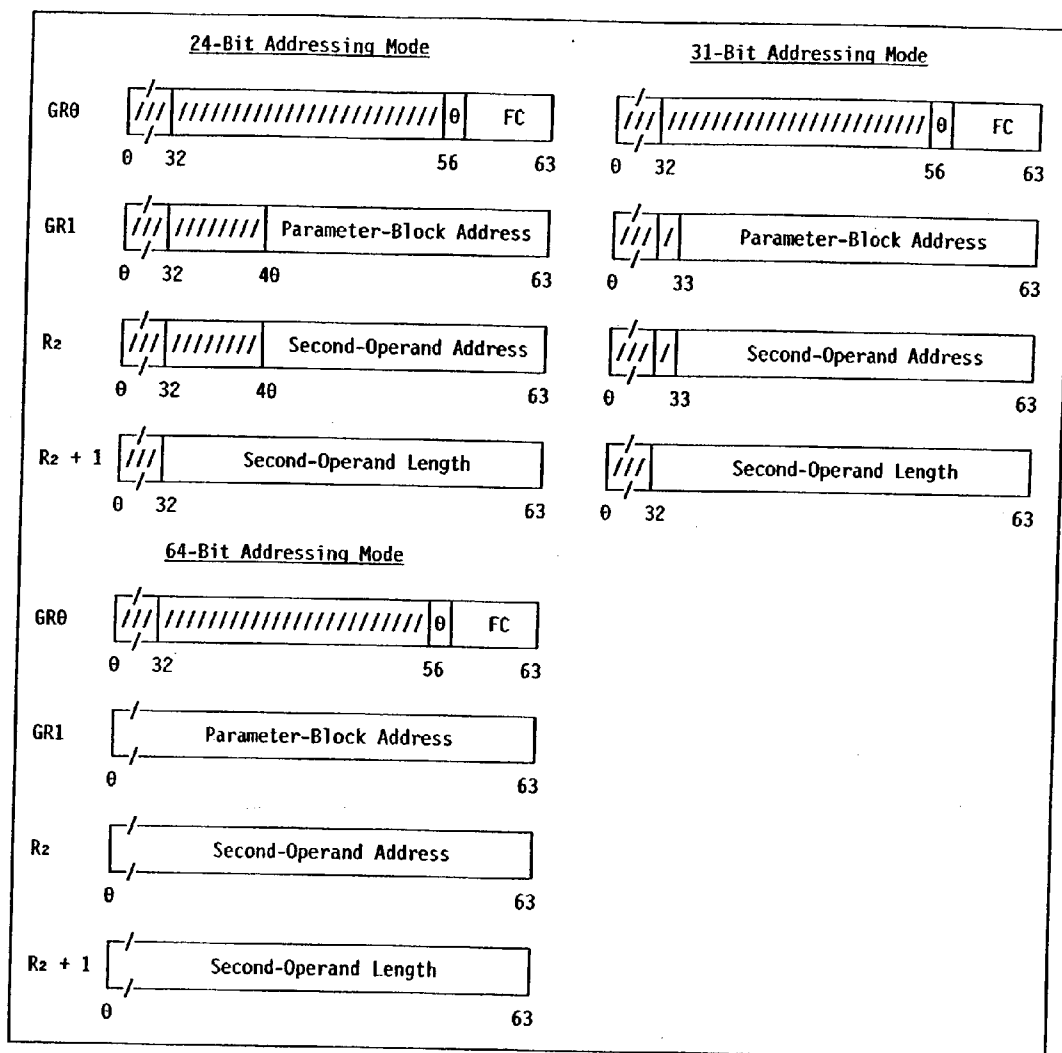 24-Bit Addressing Mode
31-Bit Addressing Mode
GR0 /// //////////////////////// 0 FC
/// //////////////////////// 0 FC
0 32 56 63
0 32 56 63
GR1 /// //////// Parameter-Block Address
/// / Parameter-Block Address
0 32 40 63
0 33 63
R2 /// //////// Second-Operand Address
/// / Second-Operand Address
0 32 40 63
0 33 63
R2 + 1 /// Second-Operand Length
/// Second-Operand Length
0 32 63
0 32 63
64-Bit Addressing Mode
GR0 /// //////////////////////// 0 FC
0 32 56 63
GR1 Parameter-Block Address
0 63
R2 Second-Operand Address
0 63
R2 + 1 Second-Operand Length
0 63